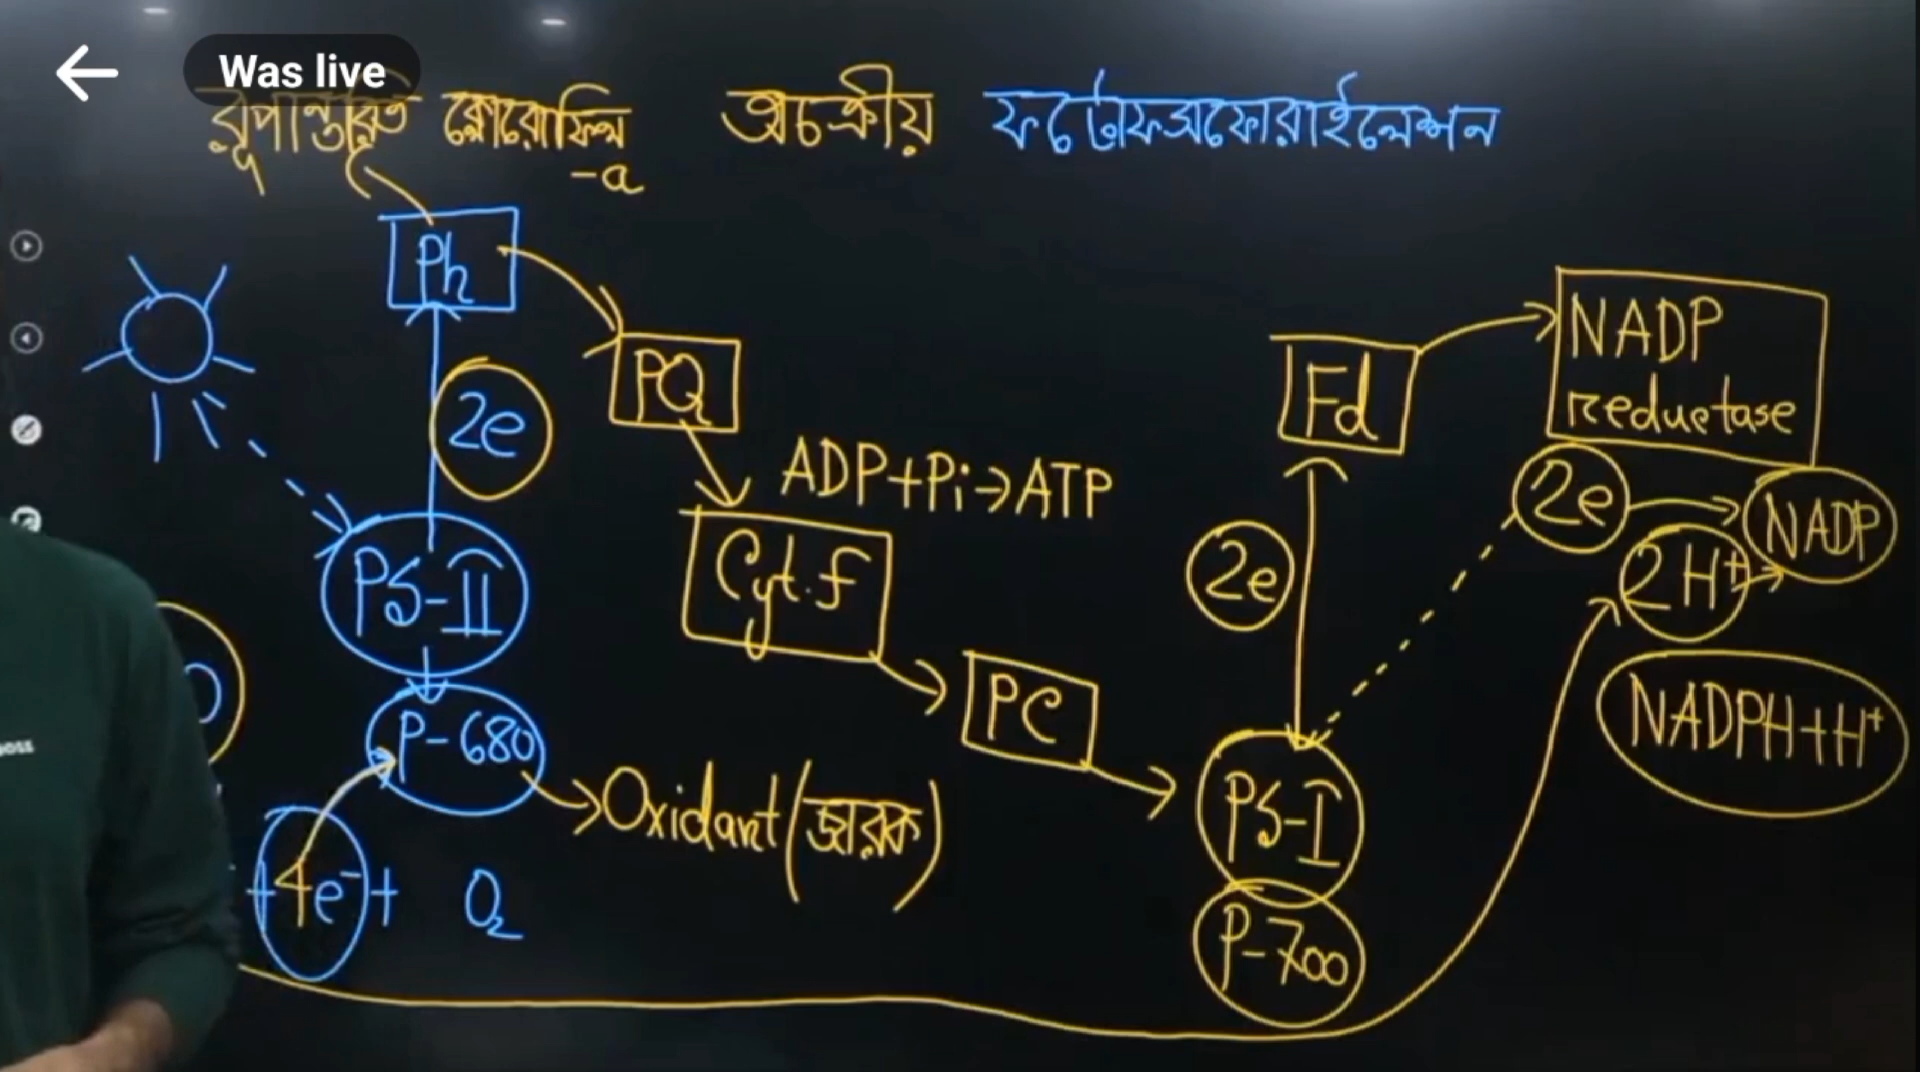 Was live
রূপান্তরিত ক্লোরোফিল
-a
অচক্রীয় ফটোফসফোরাইলেশন
Ph
2e
PQ
ADP+Pi→ATP
Cyt.f
PC
PS-II
P-680
Oxidant (জারক)
+4e⁻+ O₂
Fd
NADP
reductase
2e
2e
NADP
2H⁺
NADPH+H⁺
PS-I
P-700
BOSS